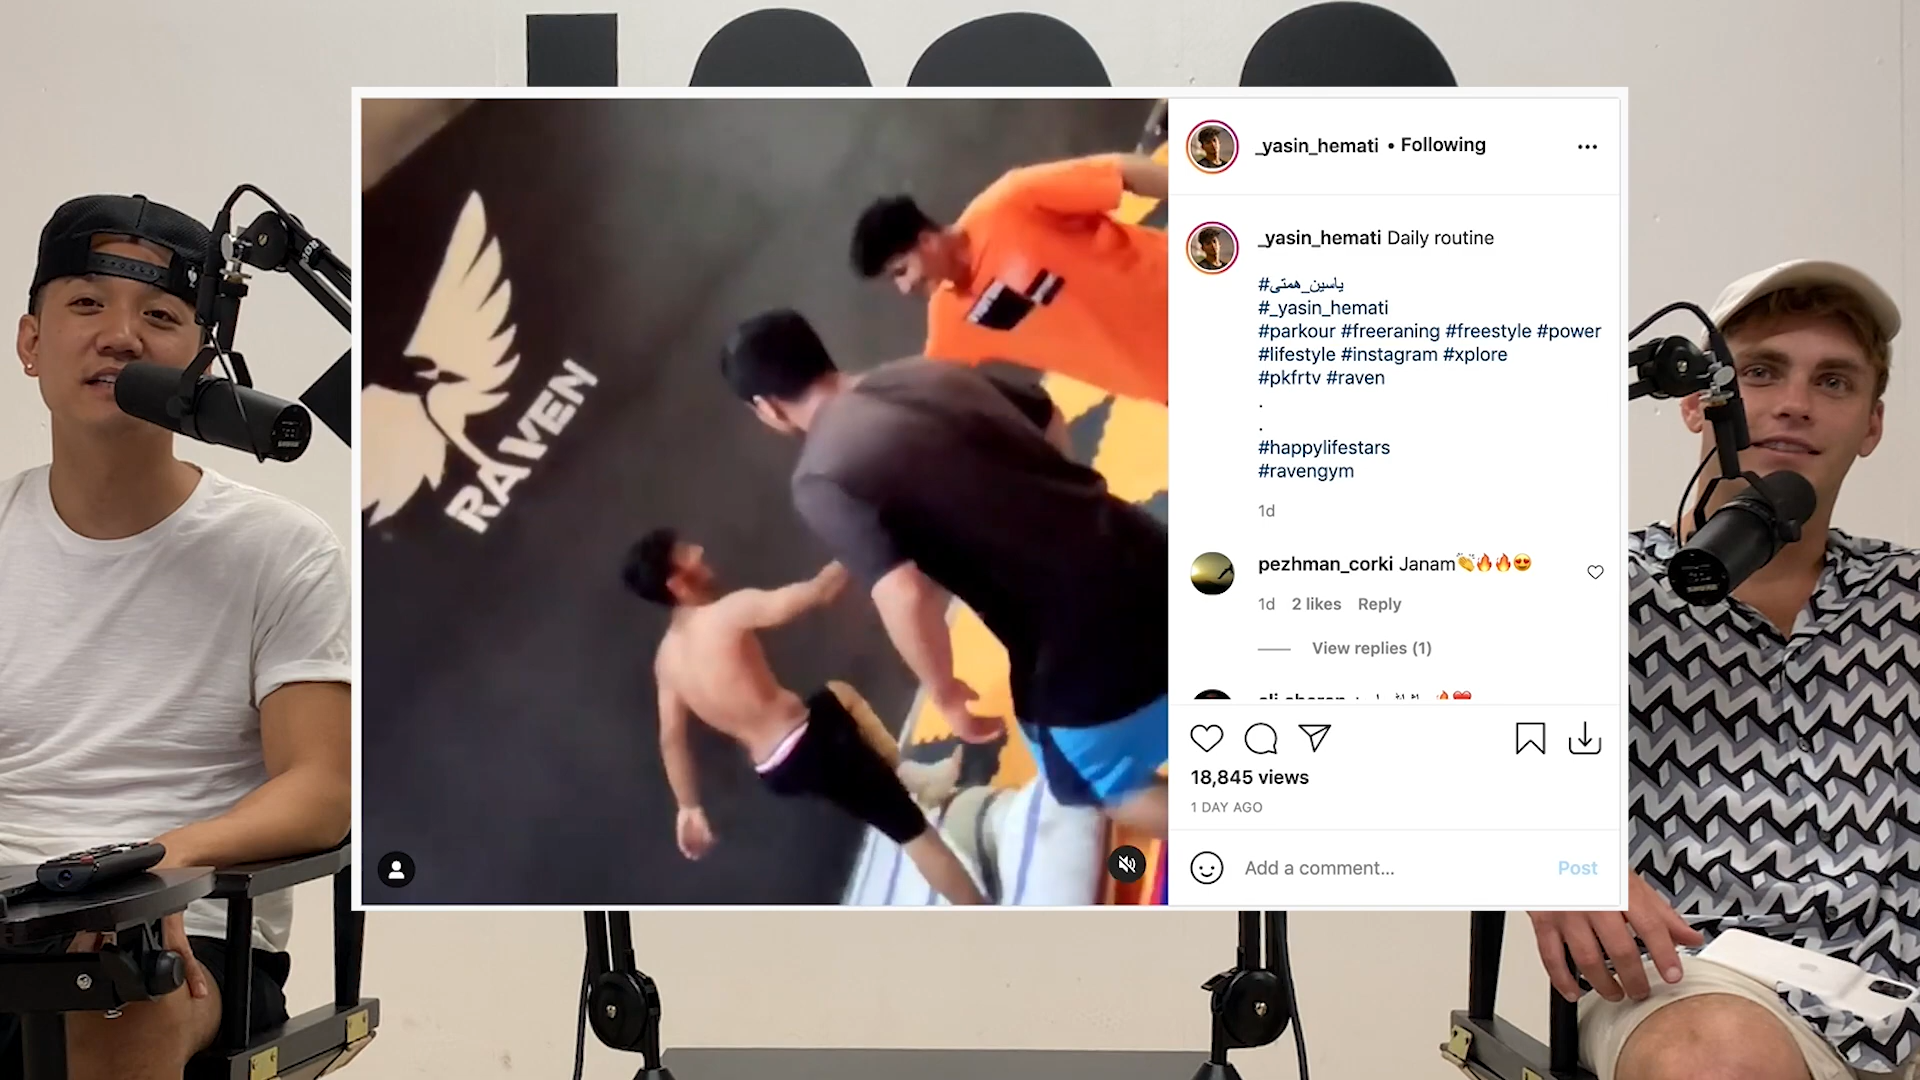 RAVEN
_yasin_hemati • Following
_yasin_hemati Daily routine
#یاسین_همتی
#_yasin_hemati
#parkour #freeraning #freestyle #power
#lifestyle #instagram #xplore
#pkfrtv #raven
.
.
#happylifestars
#ravengym
1d
pezhman_corki Janam👏🔥🔥😍
1d 2 likes Reply
View replies (1)
18,845 views
1 DAY AGO
Add a comment... Post